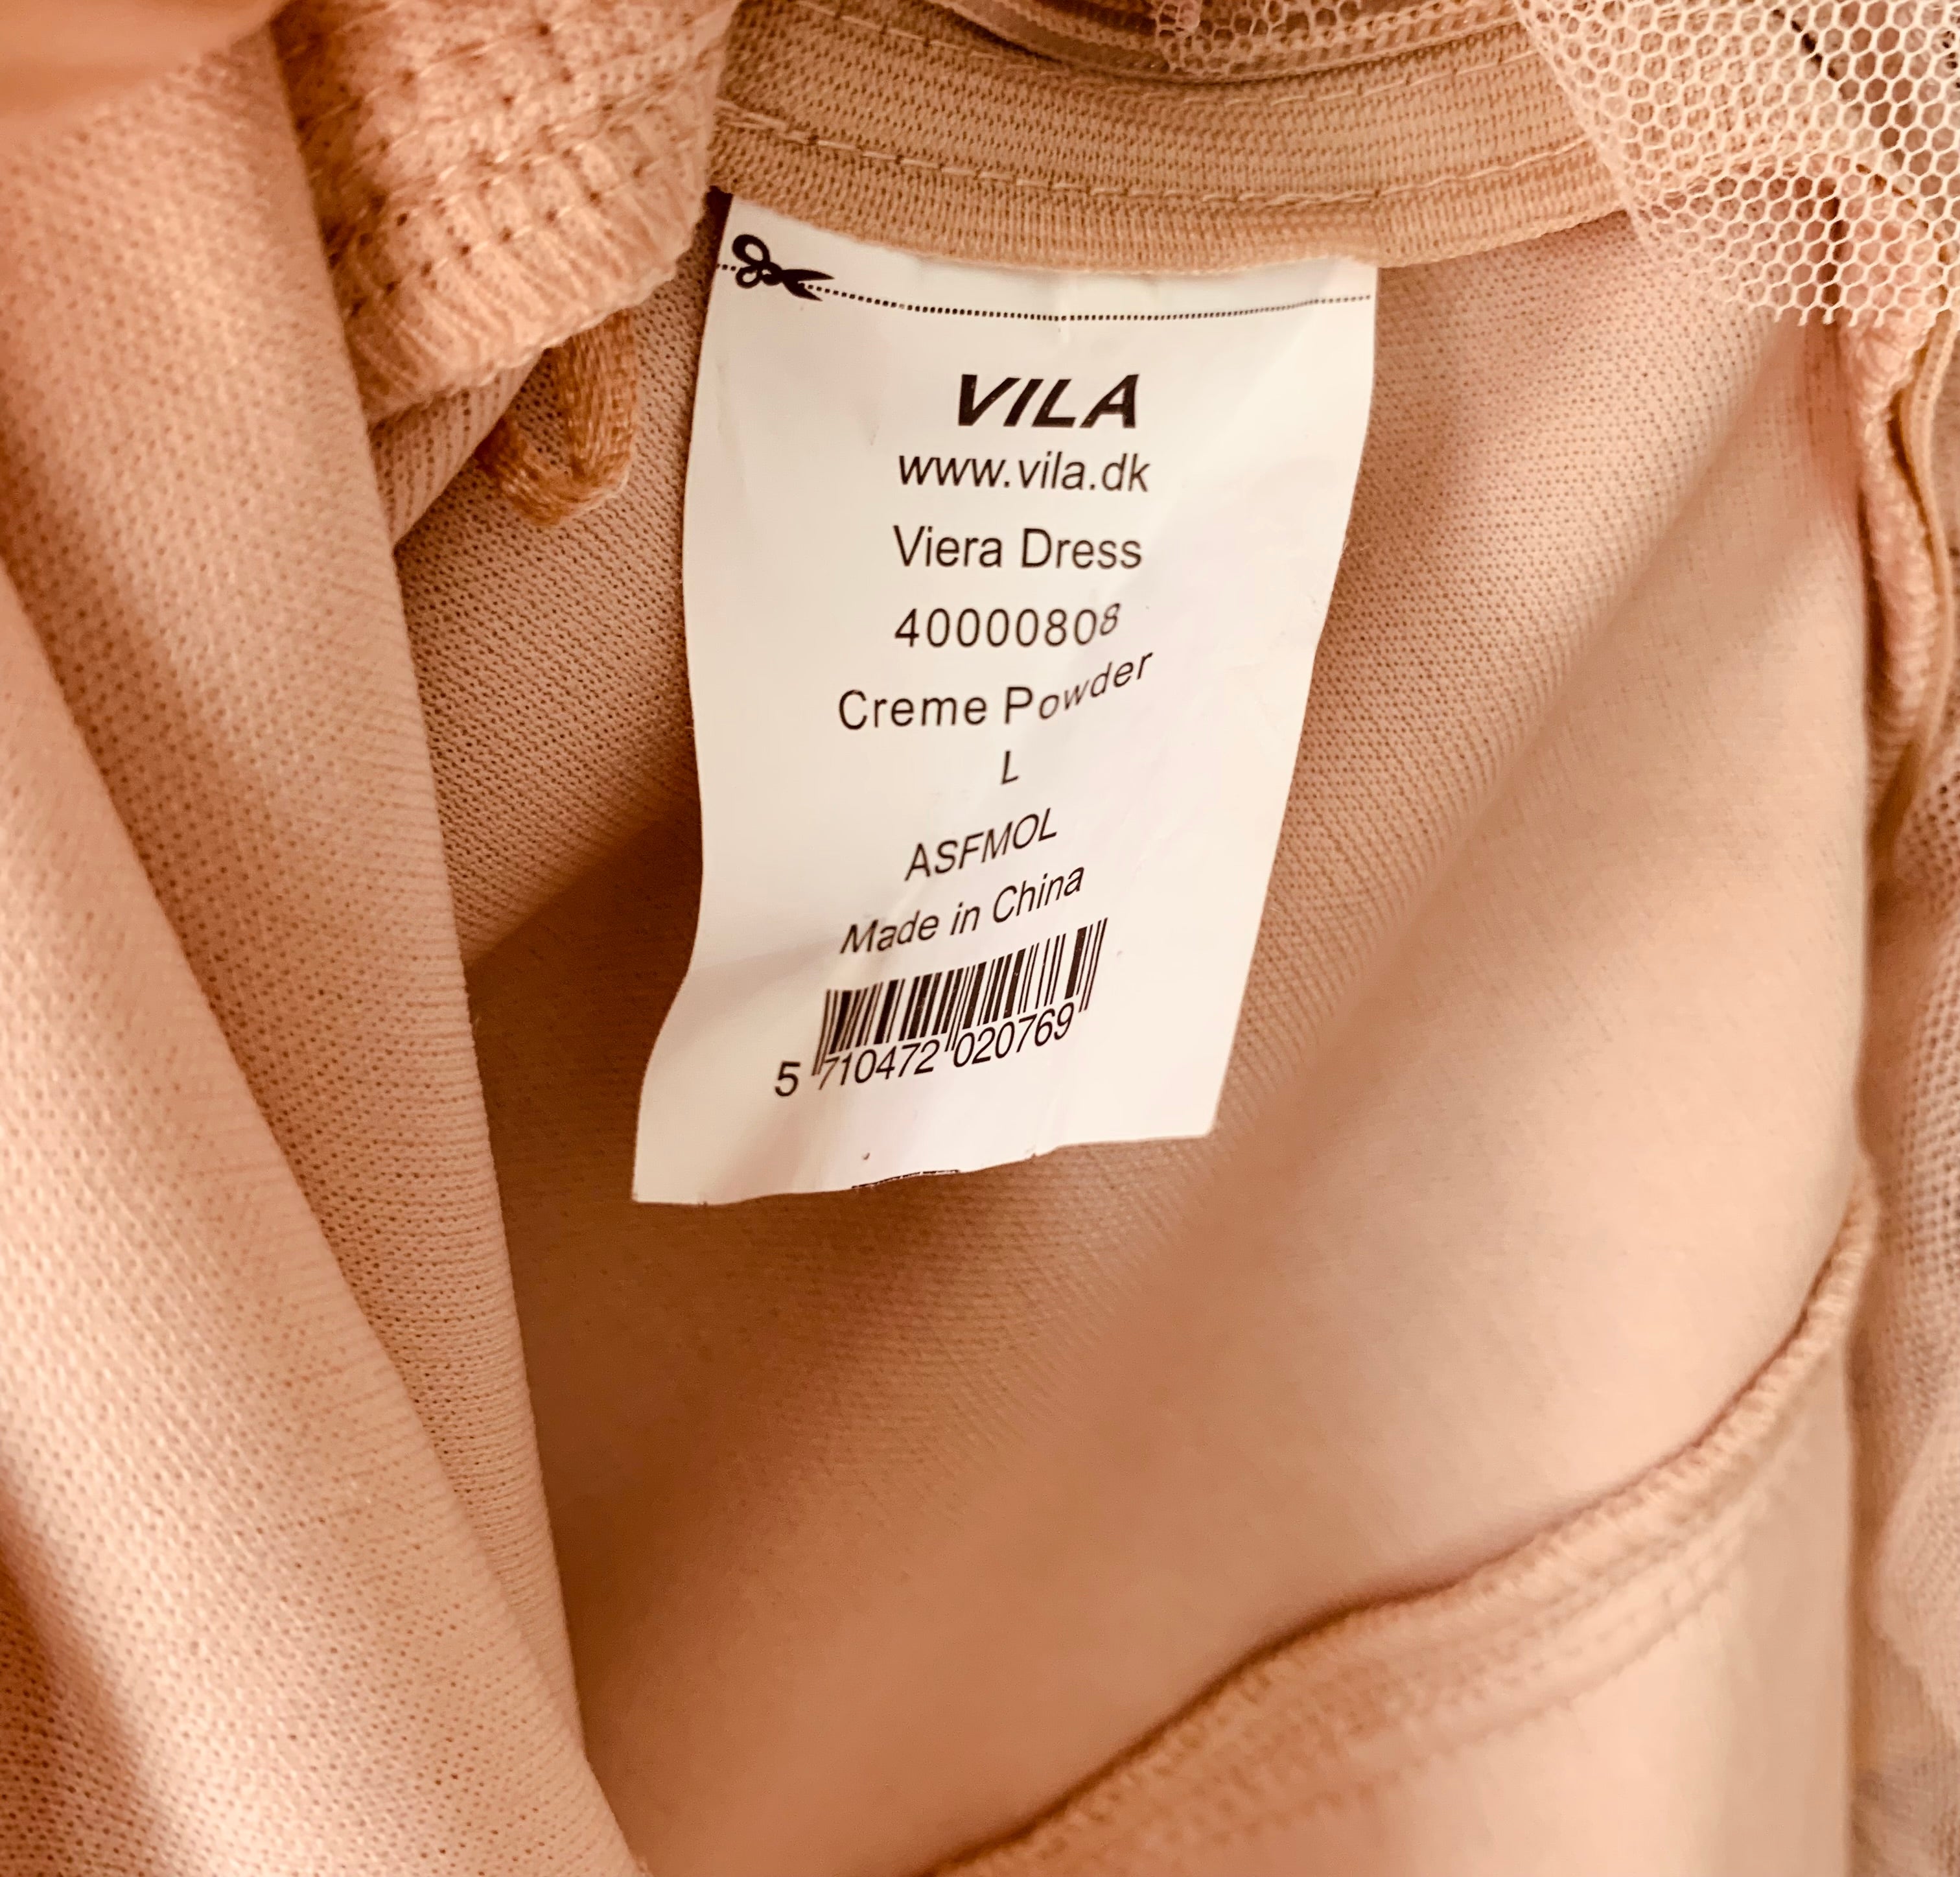 VILA
www.vila.dk
Viera Dress
40000808
Creme Powder
L
ASFMOL
Made in China
5 710472 020769